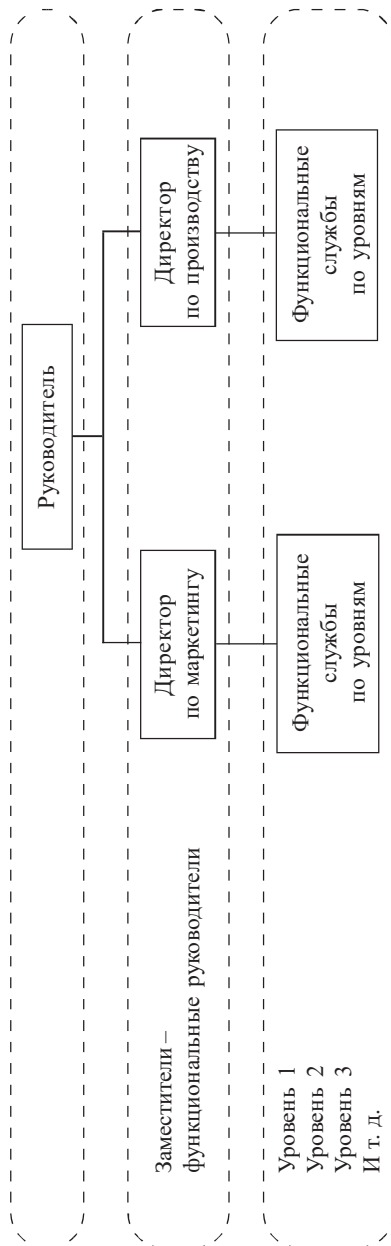 Руководитель
Заместители –
функциональные руководители
Директор
по маркетингу
Директор
по производству
Уровень 1
Уровень 2
Уровень 3
И т. д.
Функциональные
службы
по уровням
Функциональные
службы
по уровням